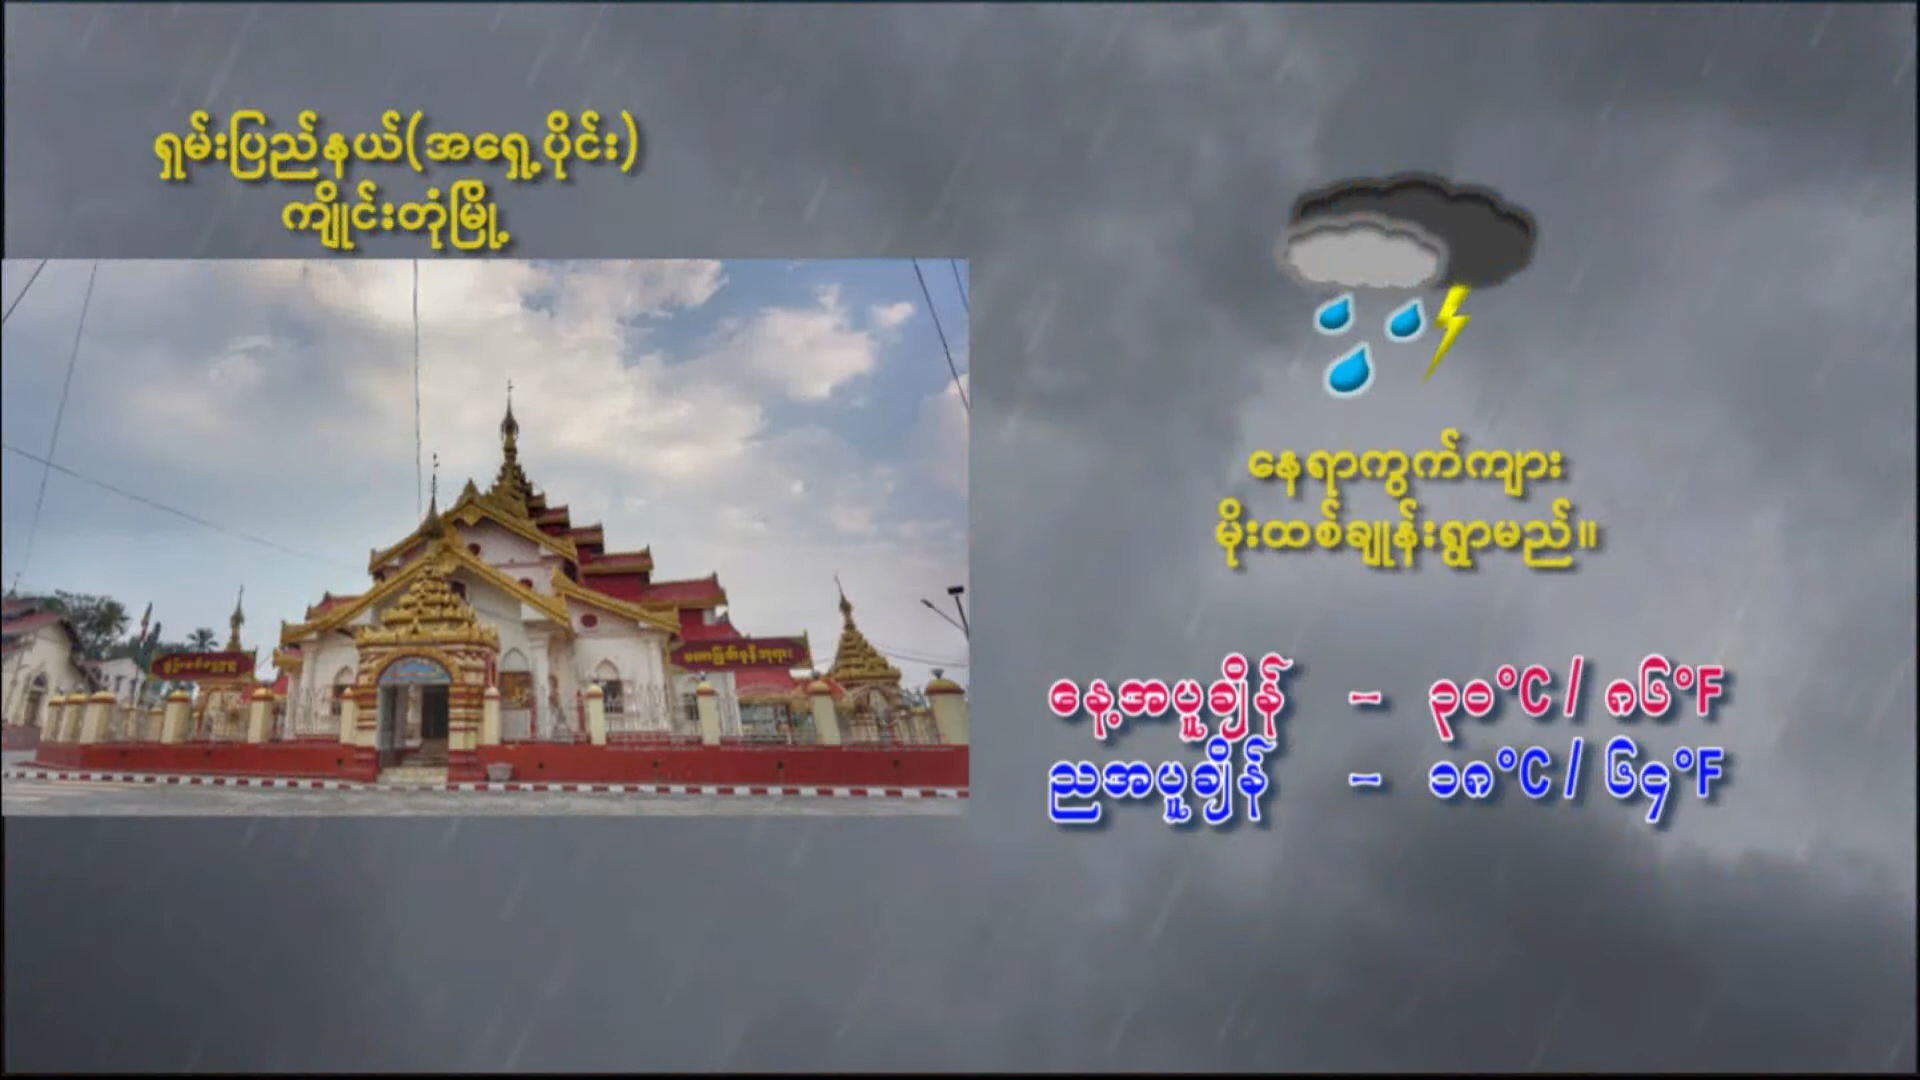 ရှမ်းပြည်နယ်(အရှေ့ပိုင်း)
ကျိုင်းတုံမြို့
နေရာကွက်ကျား
မိုးထစ်ချုန်းရွာမည်။
နေ့အပူချိန် - ၃၀°C / ၈၆°F
ညအပူချိန် - ၁၈°C / ၆၄°F